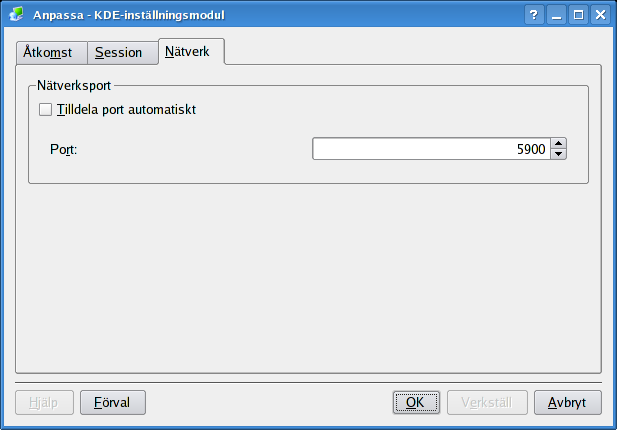 Anpassa - KDE-inställningsmodul
Åtkomst Session Nätverk
Nätverksport
Tilldela port automatiskt
Port: 5900
Hjälp Förval OK Verkställ Avbryt